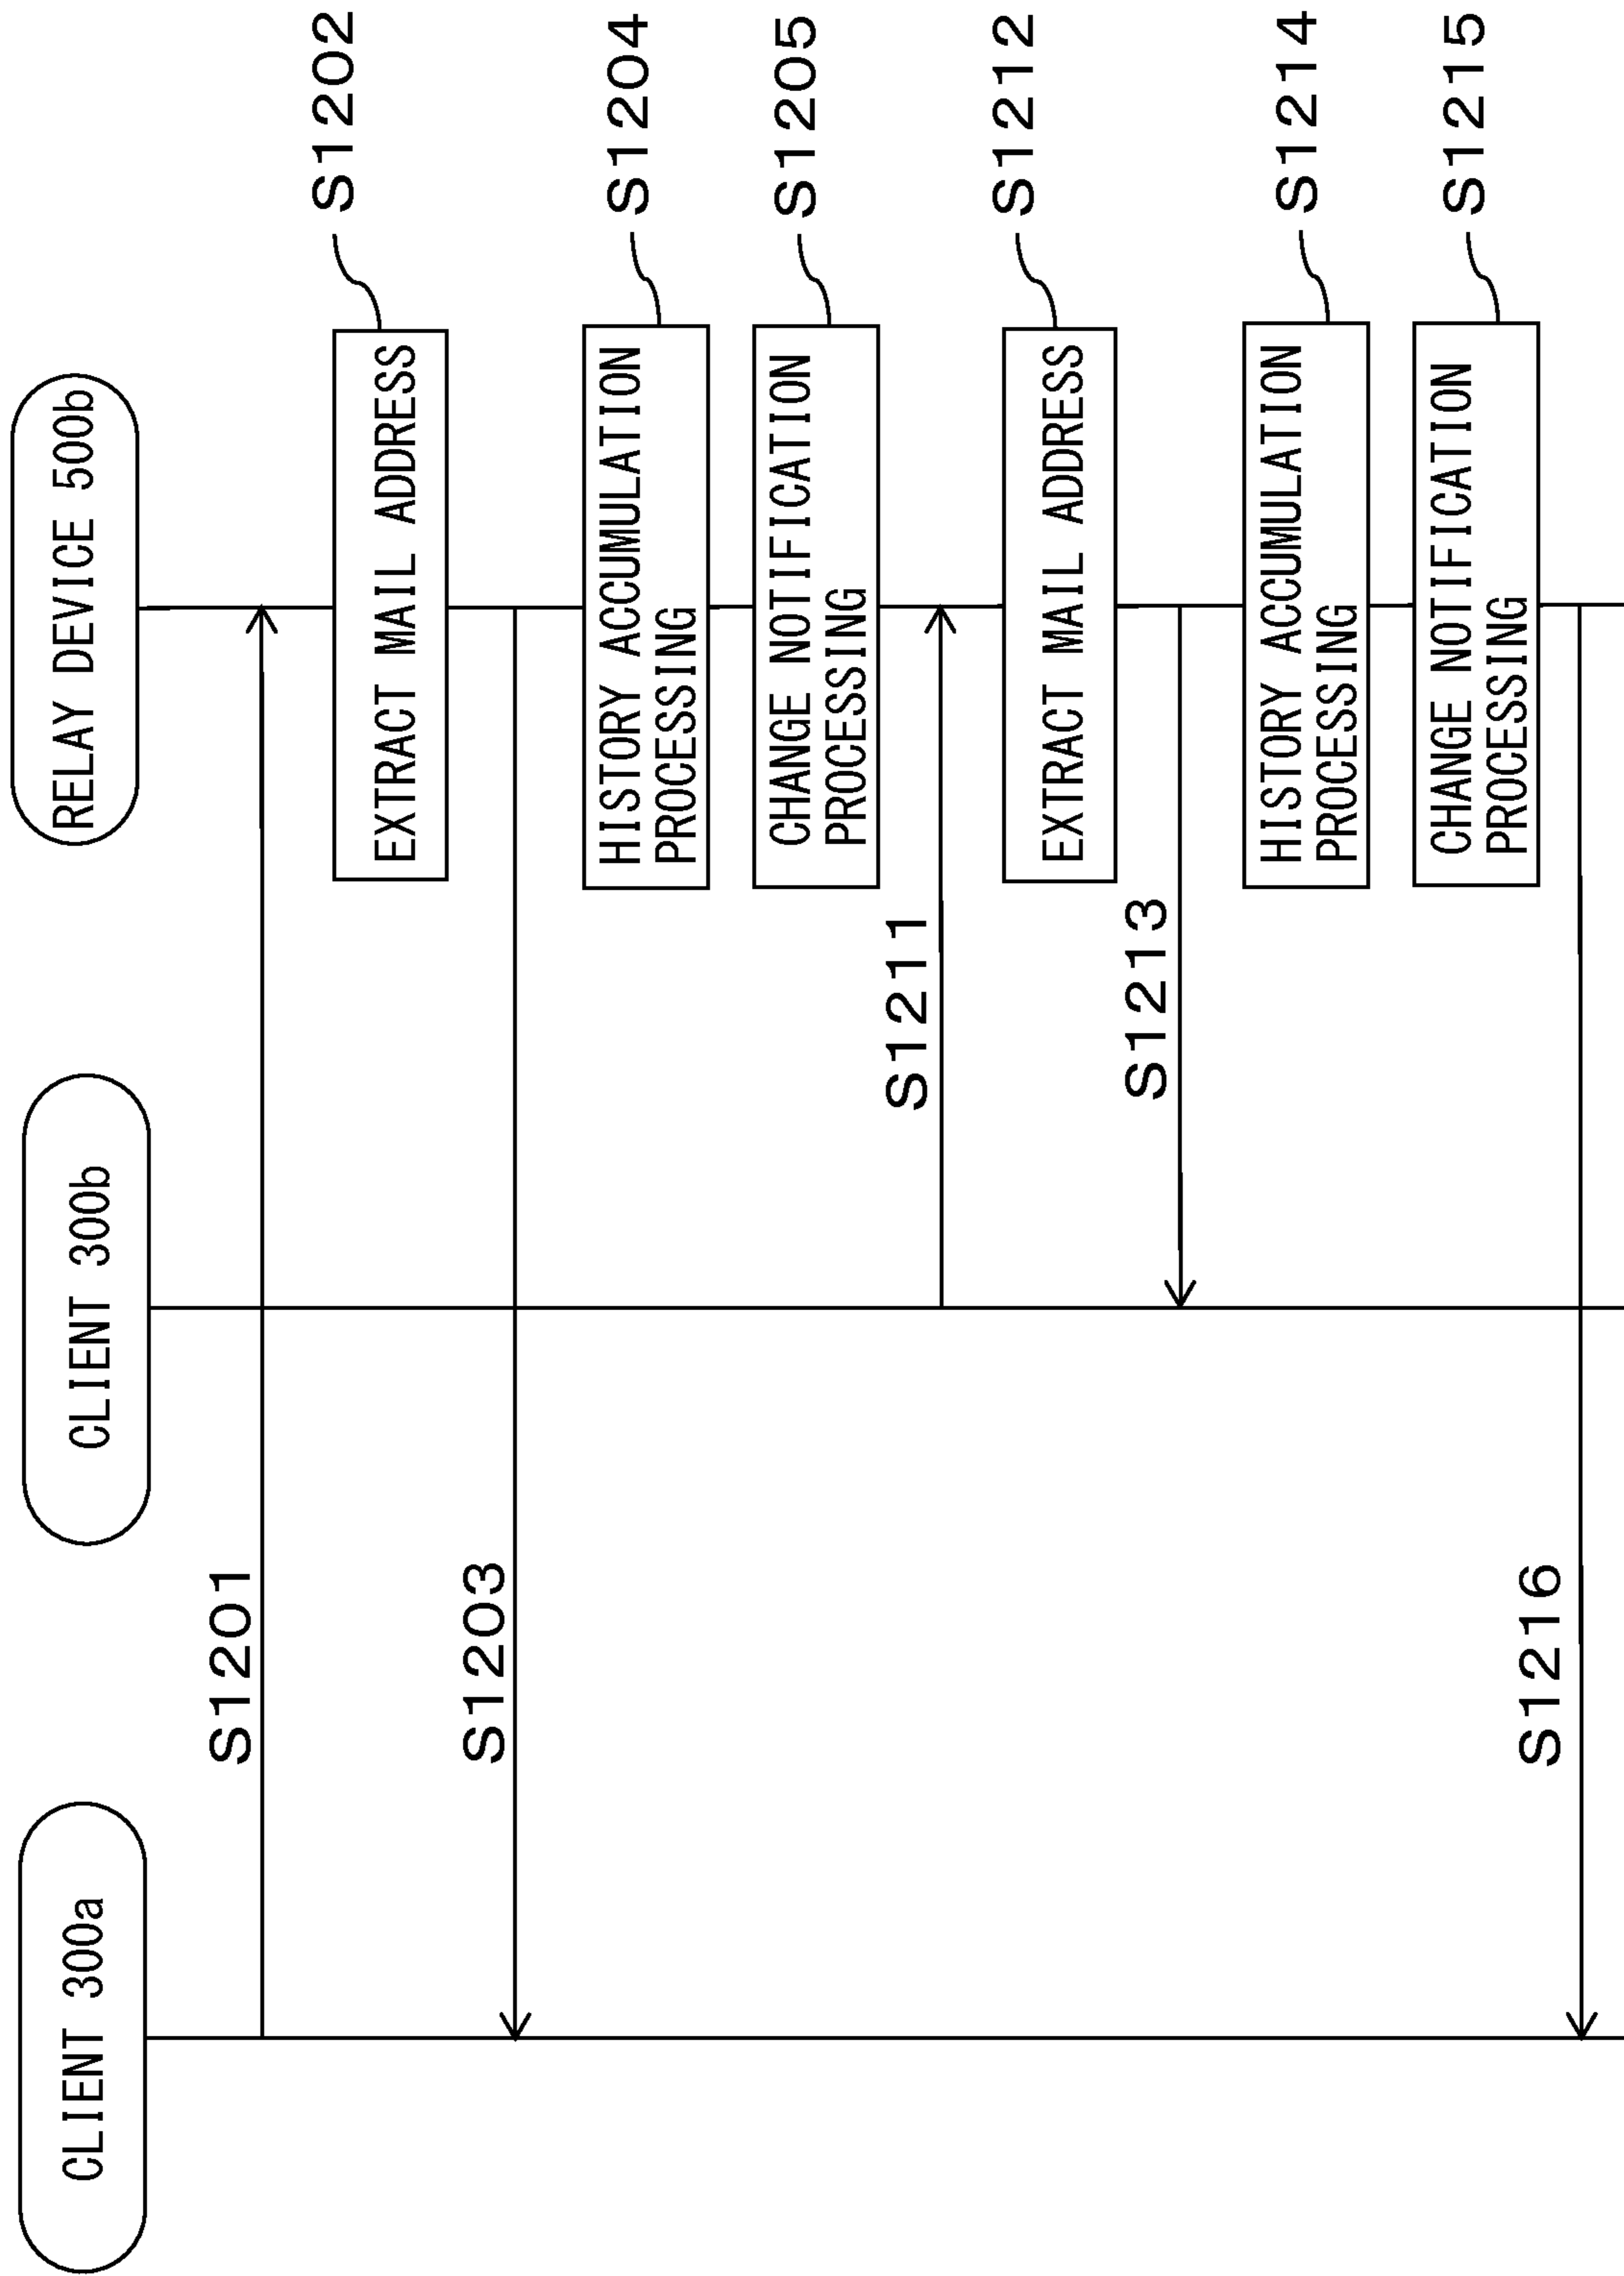 CLIENT 300a
CLIENT 300b
RELAY DEVICE 500b
S1201
EXTRACT MAIL ADDRESS
S1202
S1203
HISTORY ACCUMULATION
PROCESSING
S1204
CHANGE NOTIFICATION
PROCESSING
S1205
S1211
EXTRACT MAIL ADDRESS
S1212
S1213
HISTORY ACCUMULATION
PROCESSING
S1214
CHANGE NOTIFICATION
PROCESSING
S1215
S1216